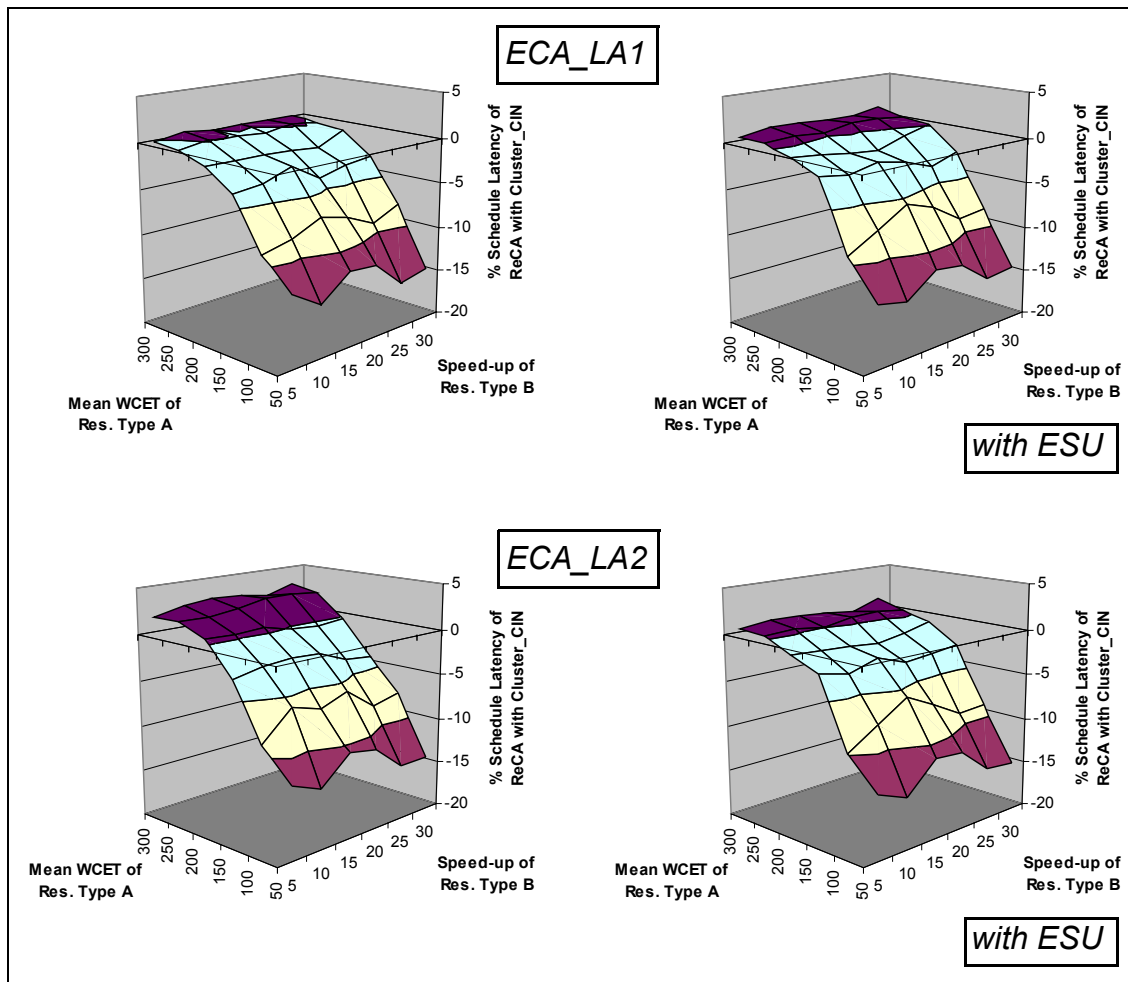 ECA_LA1
5
0
-5
-10
-15
-20
% Schedule Latency of
ReCA with Cluster_CIN
300
250
200
150
100
50
5
10
15
20
25
30
Mean WCET of
Res. Type A
Speed-up of
Res. Type B
5
0
-5
-10
-15
-20
% Schedule Latency of
ReCA with Cluster_CIN
300
250
200
150
100
50
5
10
15
20
25
30
Mean WCET of
Res. Type A
Speed-up of
Res. Type B
with ESU
ECA_LA2
5
0
-5
-10
-15
-20
% Schedule Latency of
ReCA with Cluster_CIN
300
250
200
150
100
50
5
10
15
20
25
30
Mean WCET of
Res. Type A
Speed-up of
Res. Type B
5
0
-5
-10
-15
-20
% Schedule Latency of
ReCA with Cluster_CIN
300
250
200
150
100
50
5
10
15
20
25
30
Mean WCET of
Res. Type A
Speed-up of
Res. Type B
with ESU